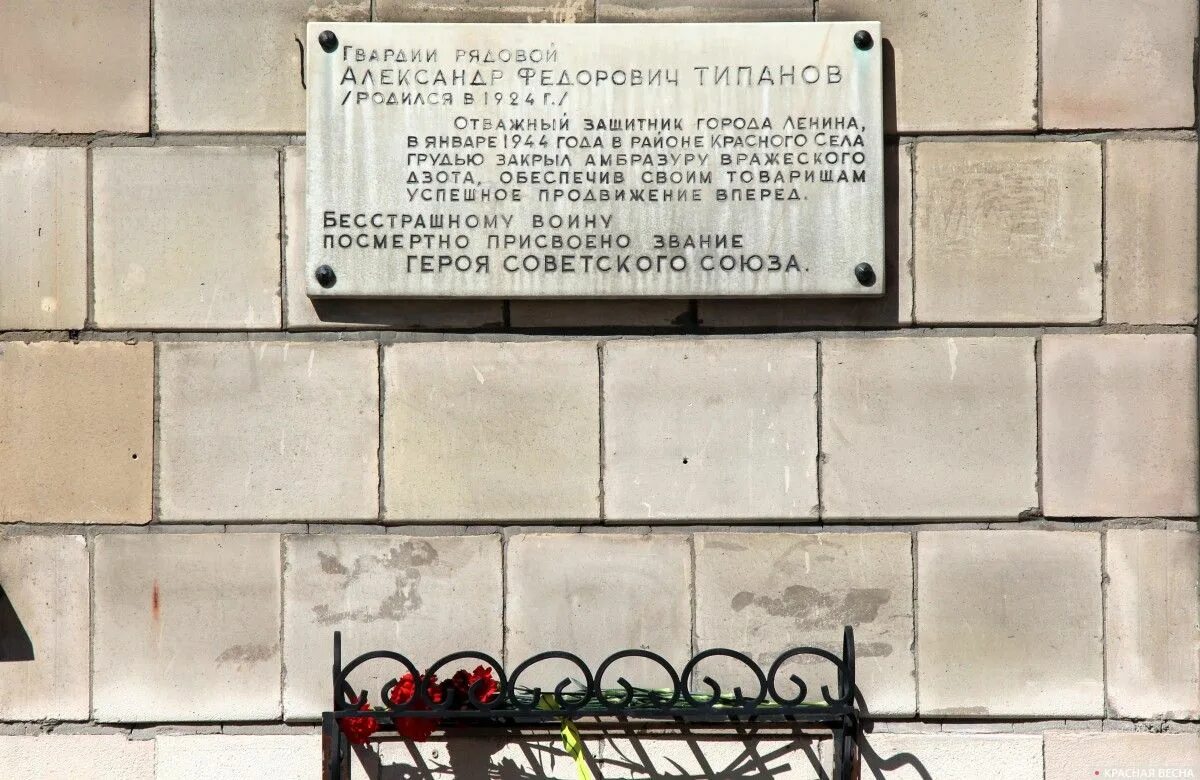 Гвардии рядовой
Александр Федорович ТИПАНОВ
/родился в 1924 г./
Отважный защитник города Ленина,
в январе 1944 года в районе Красного Села
грудью закрыл амбразуру вражеского
дзота, обеспечив своим товарищам
успешное продвижение вперед.
Бесстрашному воину
посмертно присвоено звание
ГЕРОЯ СОВЕТСКОГО СОЮЗА.
КРАСНАЯ ВЕСНА